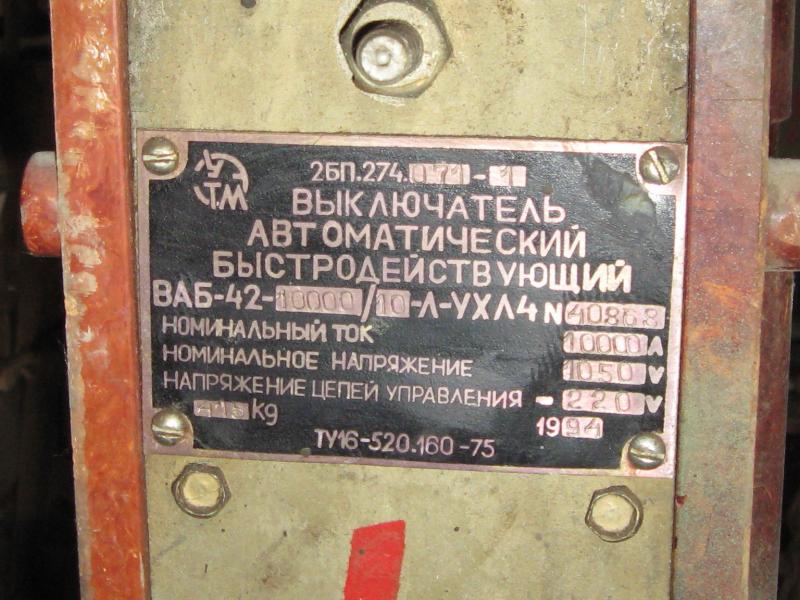 УЭТМ
2БП.274.
ВЫКЛЮЧАТЕЛЬ
АВТОМАТИЧЕСКИЙ
БЫСТРОДЕЙСТВУЮЩИЙ
ВАБ-42-10000/10-Л-УХЛ4 N 40868
НОМИНАЛЬНЫЙ ТОК 10000 A
НОМИНАЛЬНОЕ НАПРЯЖЕНИЕ 1050 V
НАПРЯЖЕНИЕ ЦЕПЕЙ УПРАВЛЕНИЯ - 220 V
kg 1994
ТУ16-520.160-75